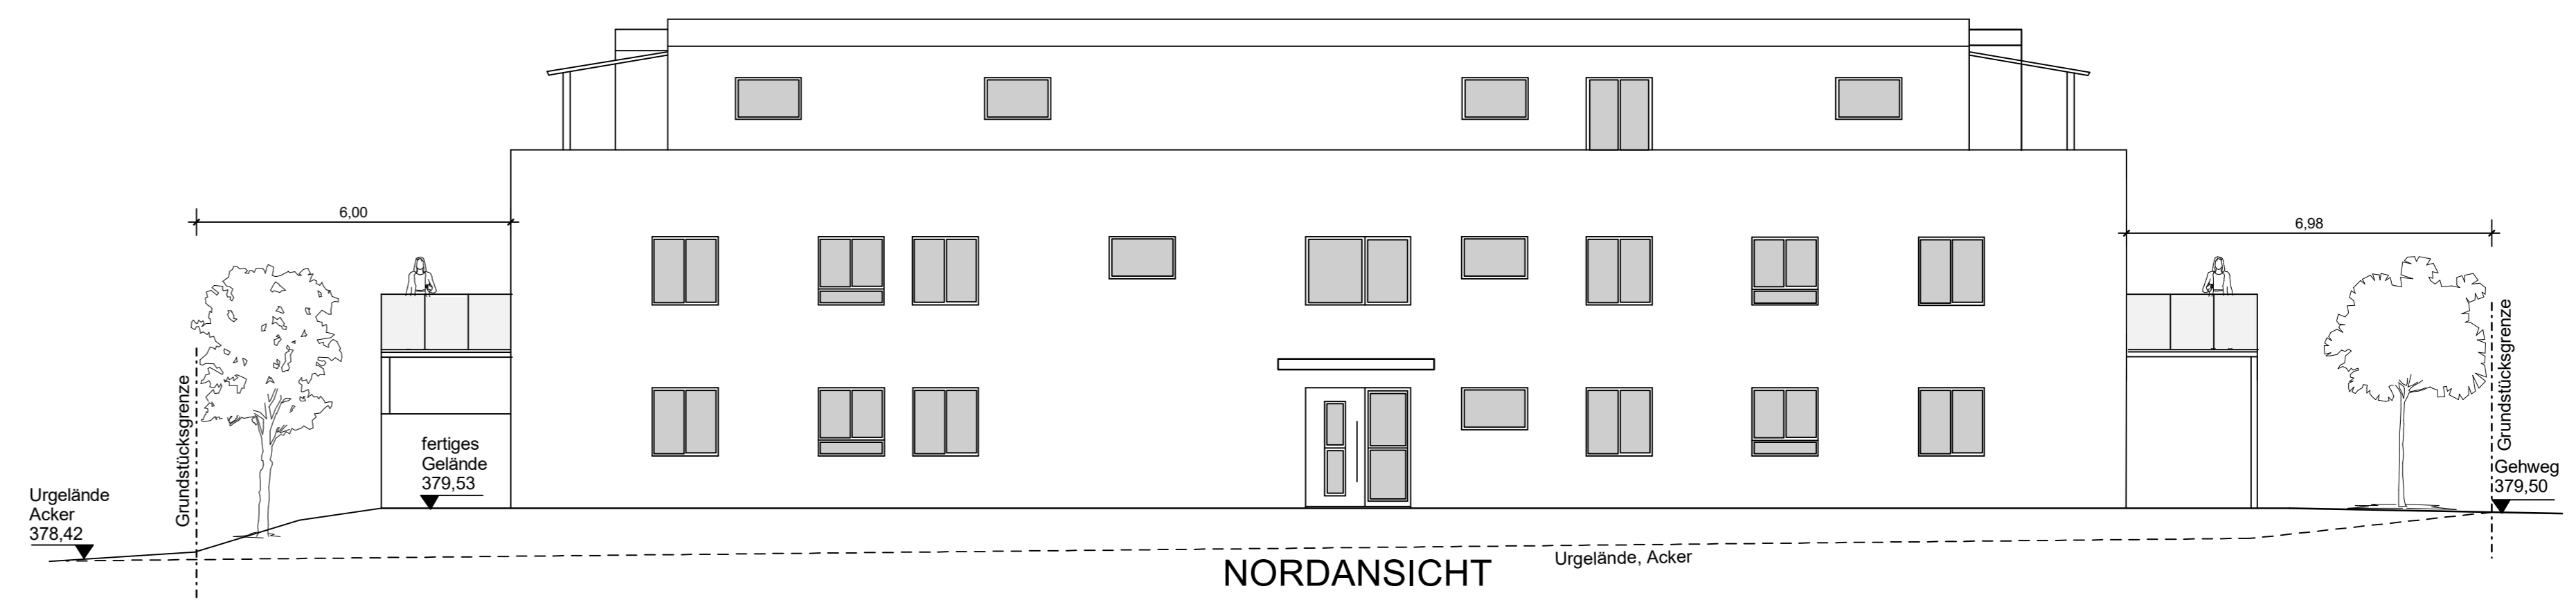 6,00
6,98
Grundstücksgrenze
Grundstücksgrenze
fertiges
Gelände
379,53
Urgelände
Acker
378,42
Gehweg
379,50
Urgelände, Acker
NORDANSICHT